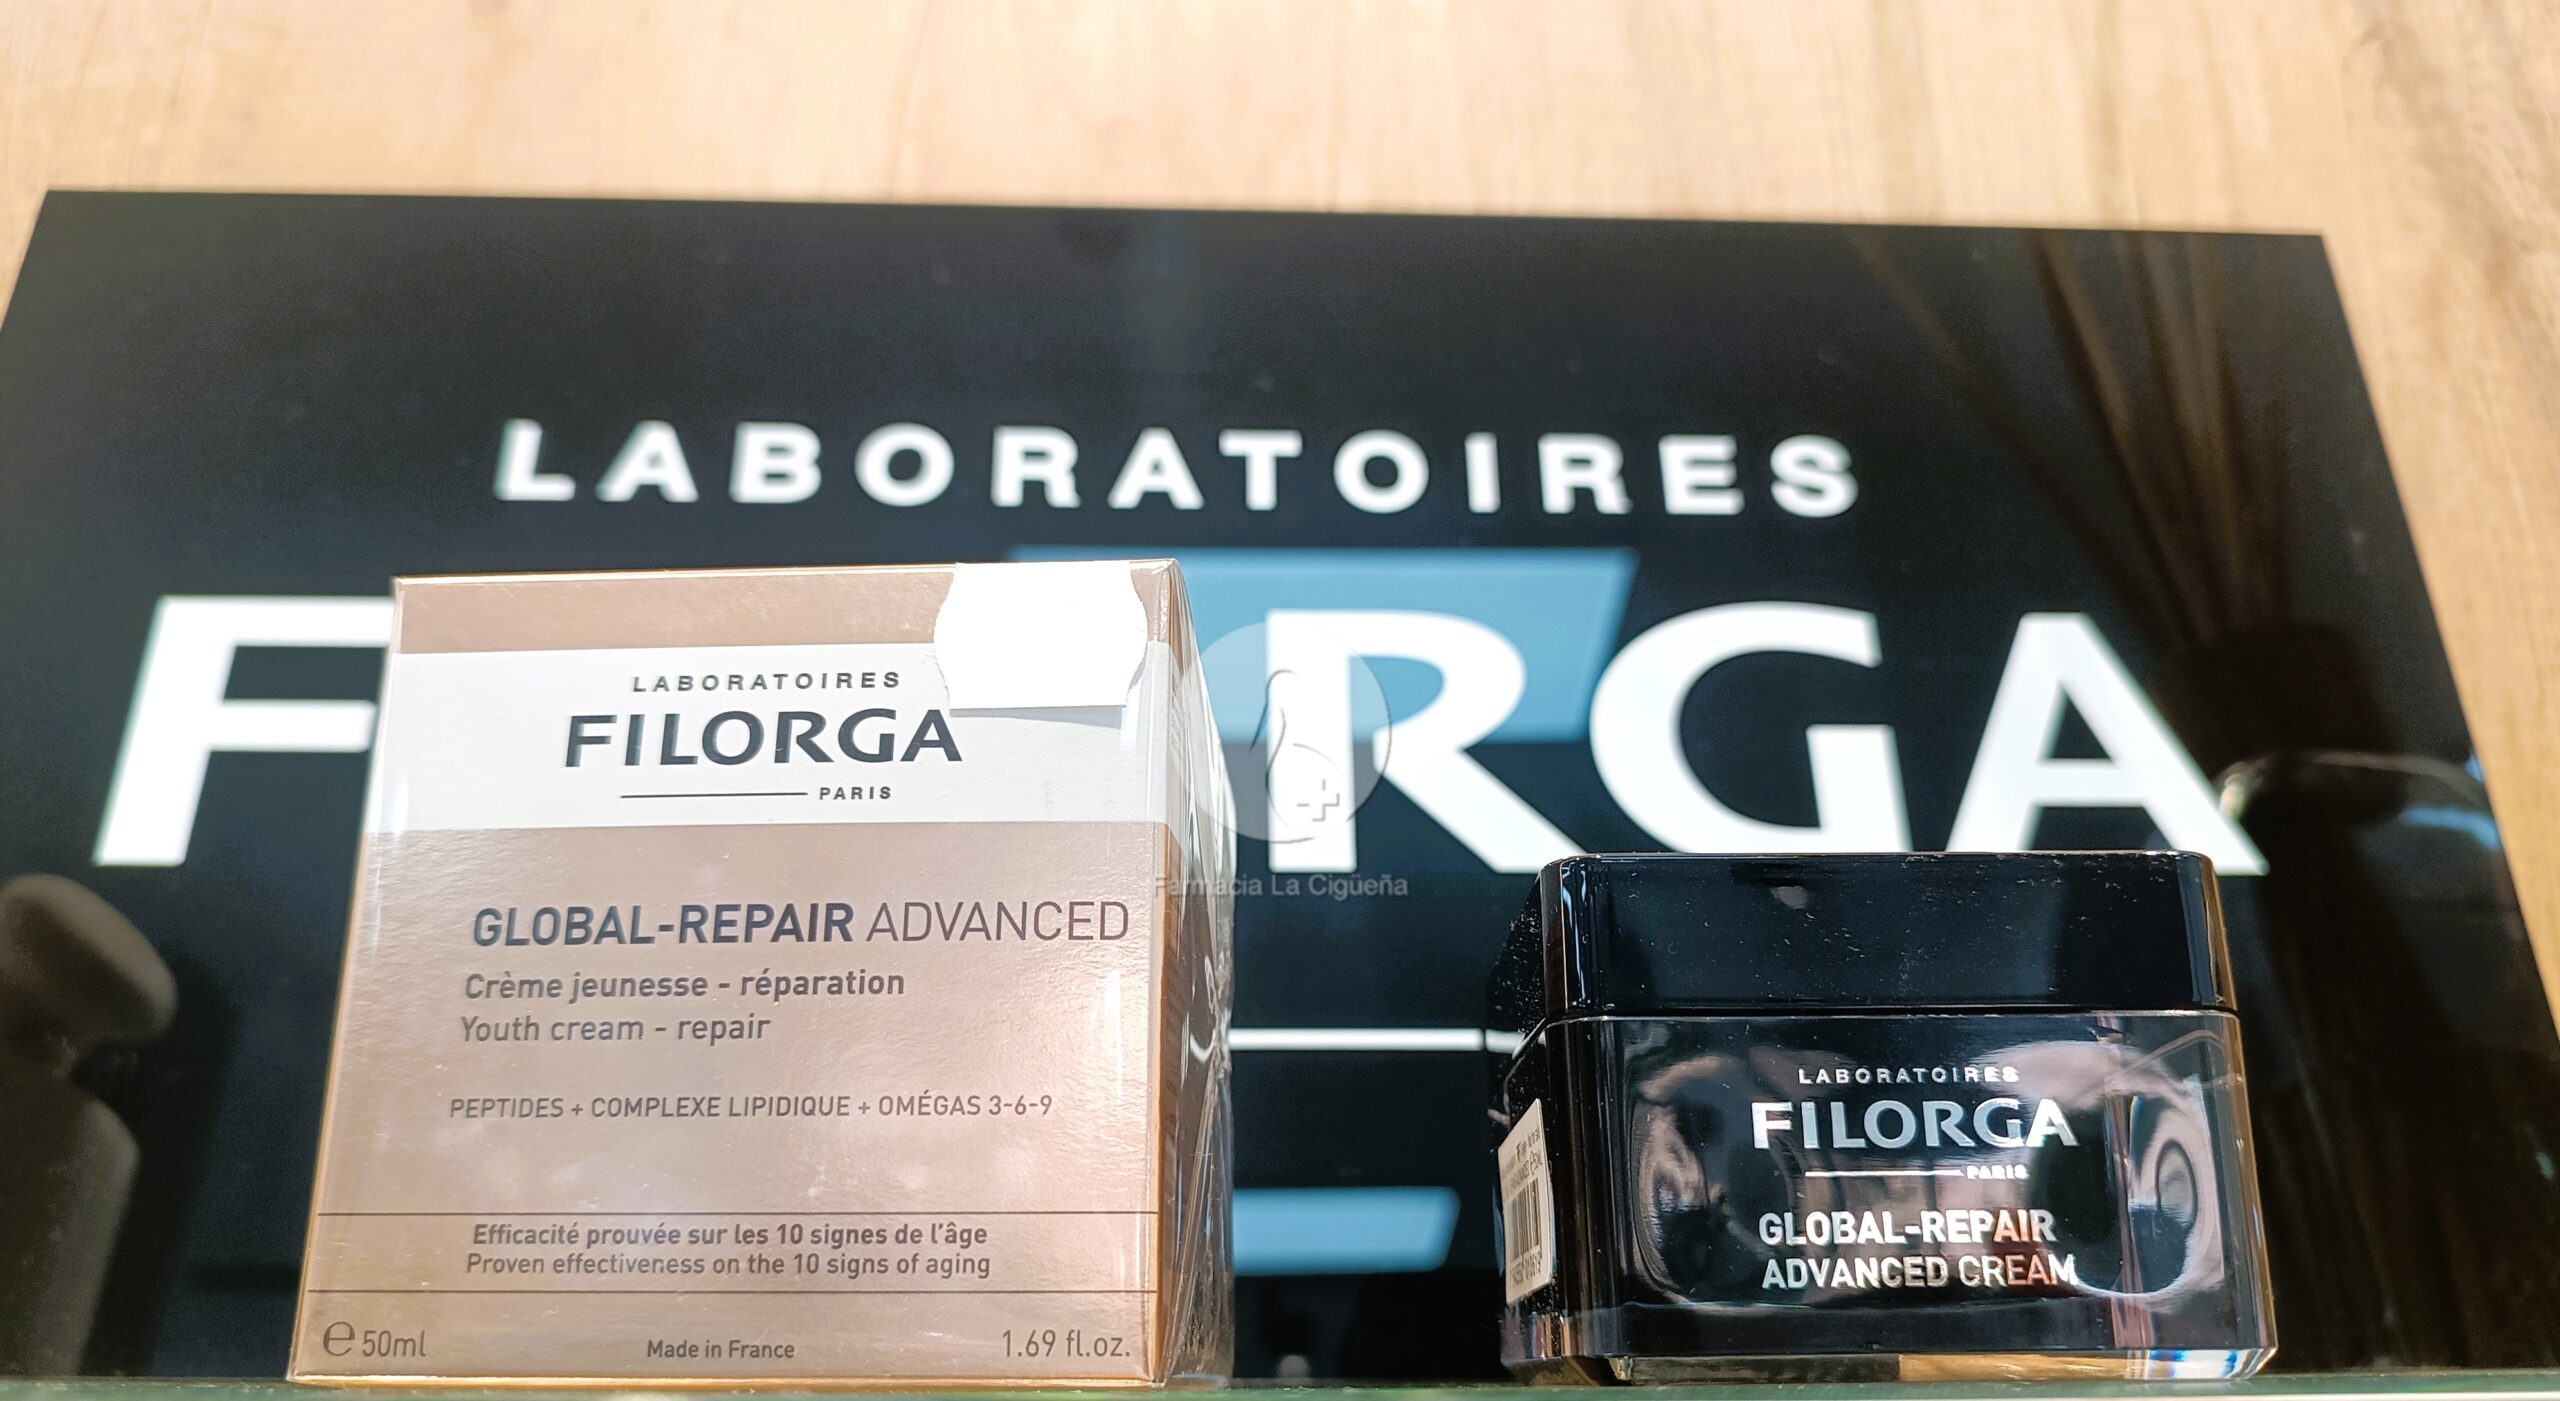 LABORATOIRES
F RGA
LABORATOIRES
FILORGA
PARIS
GLOBAL-REPAIR ADVANCED
Crème jeunesse - réparation
Youth cream - repair
PEPTIDES + COMPLEXE LIPIDIQUE + OMÉGAS 3-6-9
Efficacité prouvée sur les 10 signes de l'âge
Proven effectiveness on the 10 signs of aging
e 50ml
Made in France
1.69 fl.oz.
Farmacia La Cigüeña
LABORATOIRES
FILORGA
PARIS
GLOBAL-REPAIR
ADVANCED CREAM